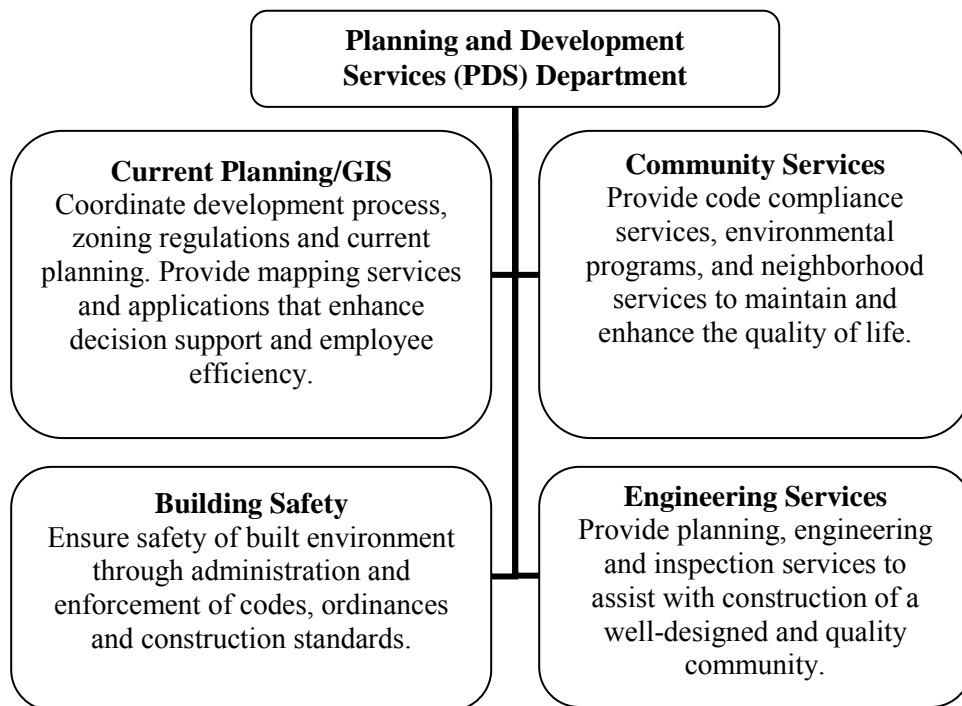 Planning and Development
Services (PDS) Department
Current Planning/GIS
Coordinate development process,
zoning regulations and current
planning. Provide mapping services
and applications that enhance
decision support and employee
efficiency.
Community Services
Provide code compliance
services, environmental
programs, and neighborhood
services to maintain and
enhance the quality of life.
Building Safety
Ensure safety of built environment
through administration and
enforcement of codes, ordinances
and construction standards.
Engineering Services
Provide planning, engineering
and inspection services to
assist with construction of a
well-designed and quality
community.